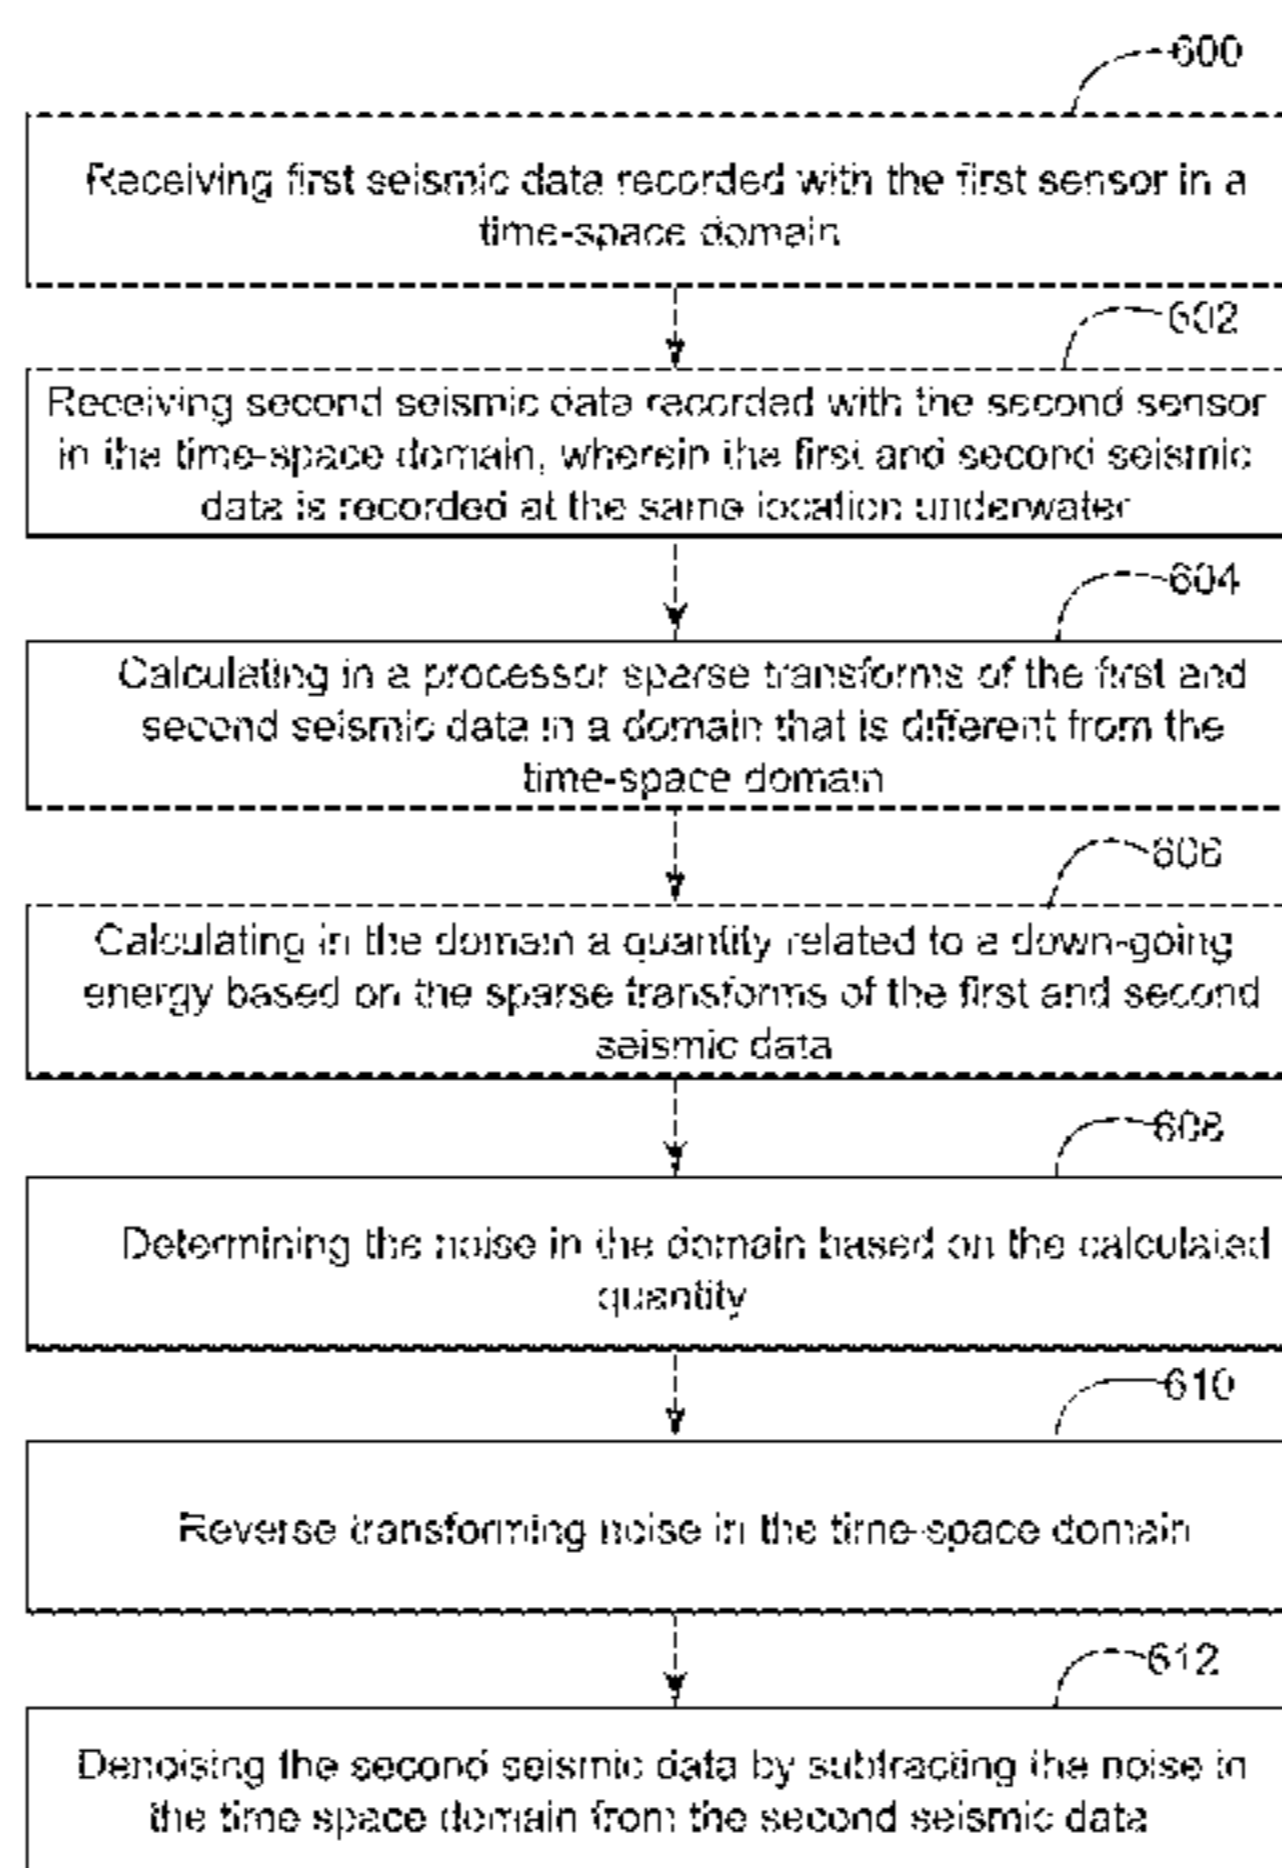 600
Receiving first seismic data recorded with the first sensor in a
time-space domain
602
Receiving second seismic data recorded with the second sensor
in the time-space domain, wherein the first and second seismic
data is recorded at the same location underwater
604
Calculating in a processor sparse transforms of the first and
second seismic data in a domain that is different from the
time-space domain
606
Calculating in the domain a quantity related to a down-going
energy based on the sparse transforms of the first and second
seismic data
608
Determining the noise in the domain based on the calculated
quantity
610
Reverse transforming noise in the time-space domain
612
Denoising the second seismic data by subtracting the noise in
the time space domain from the second seismic data